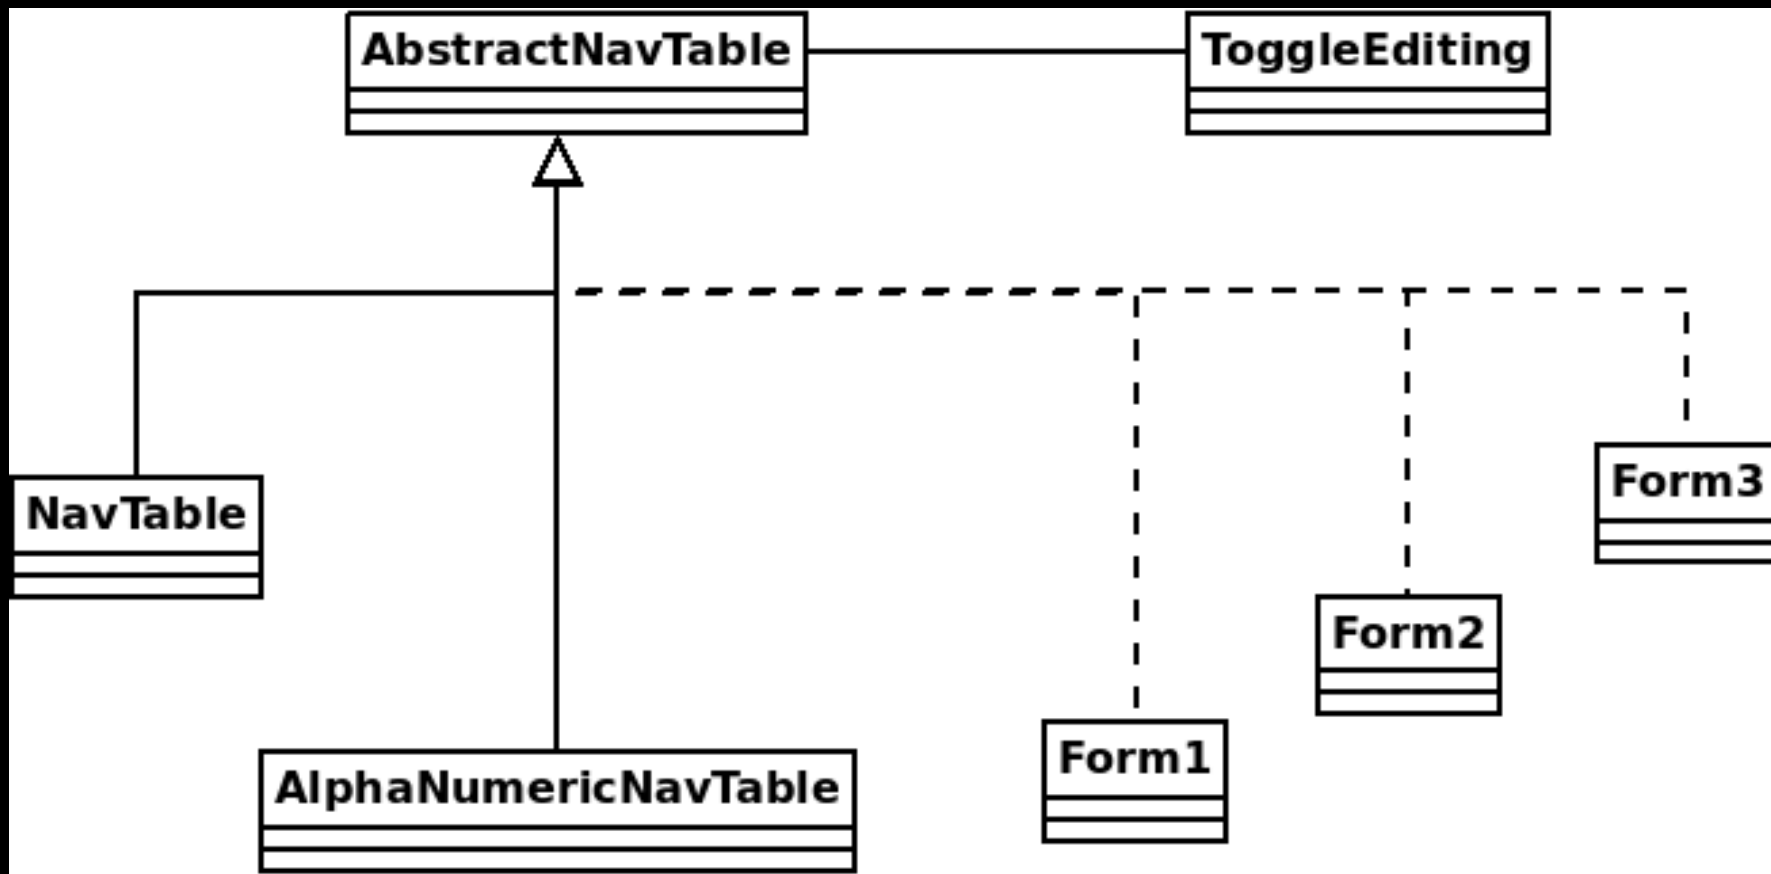 AbstractNavTable
ToggleEditing
NavTable
Form3
Form2
Form1
AlphaNumericNavTable